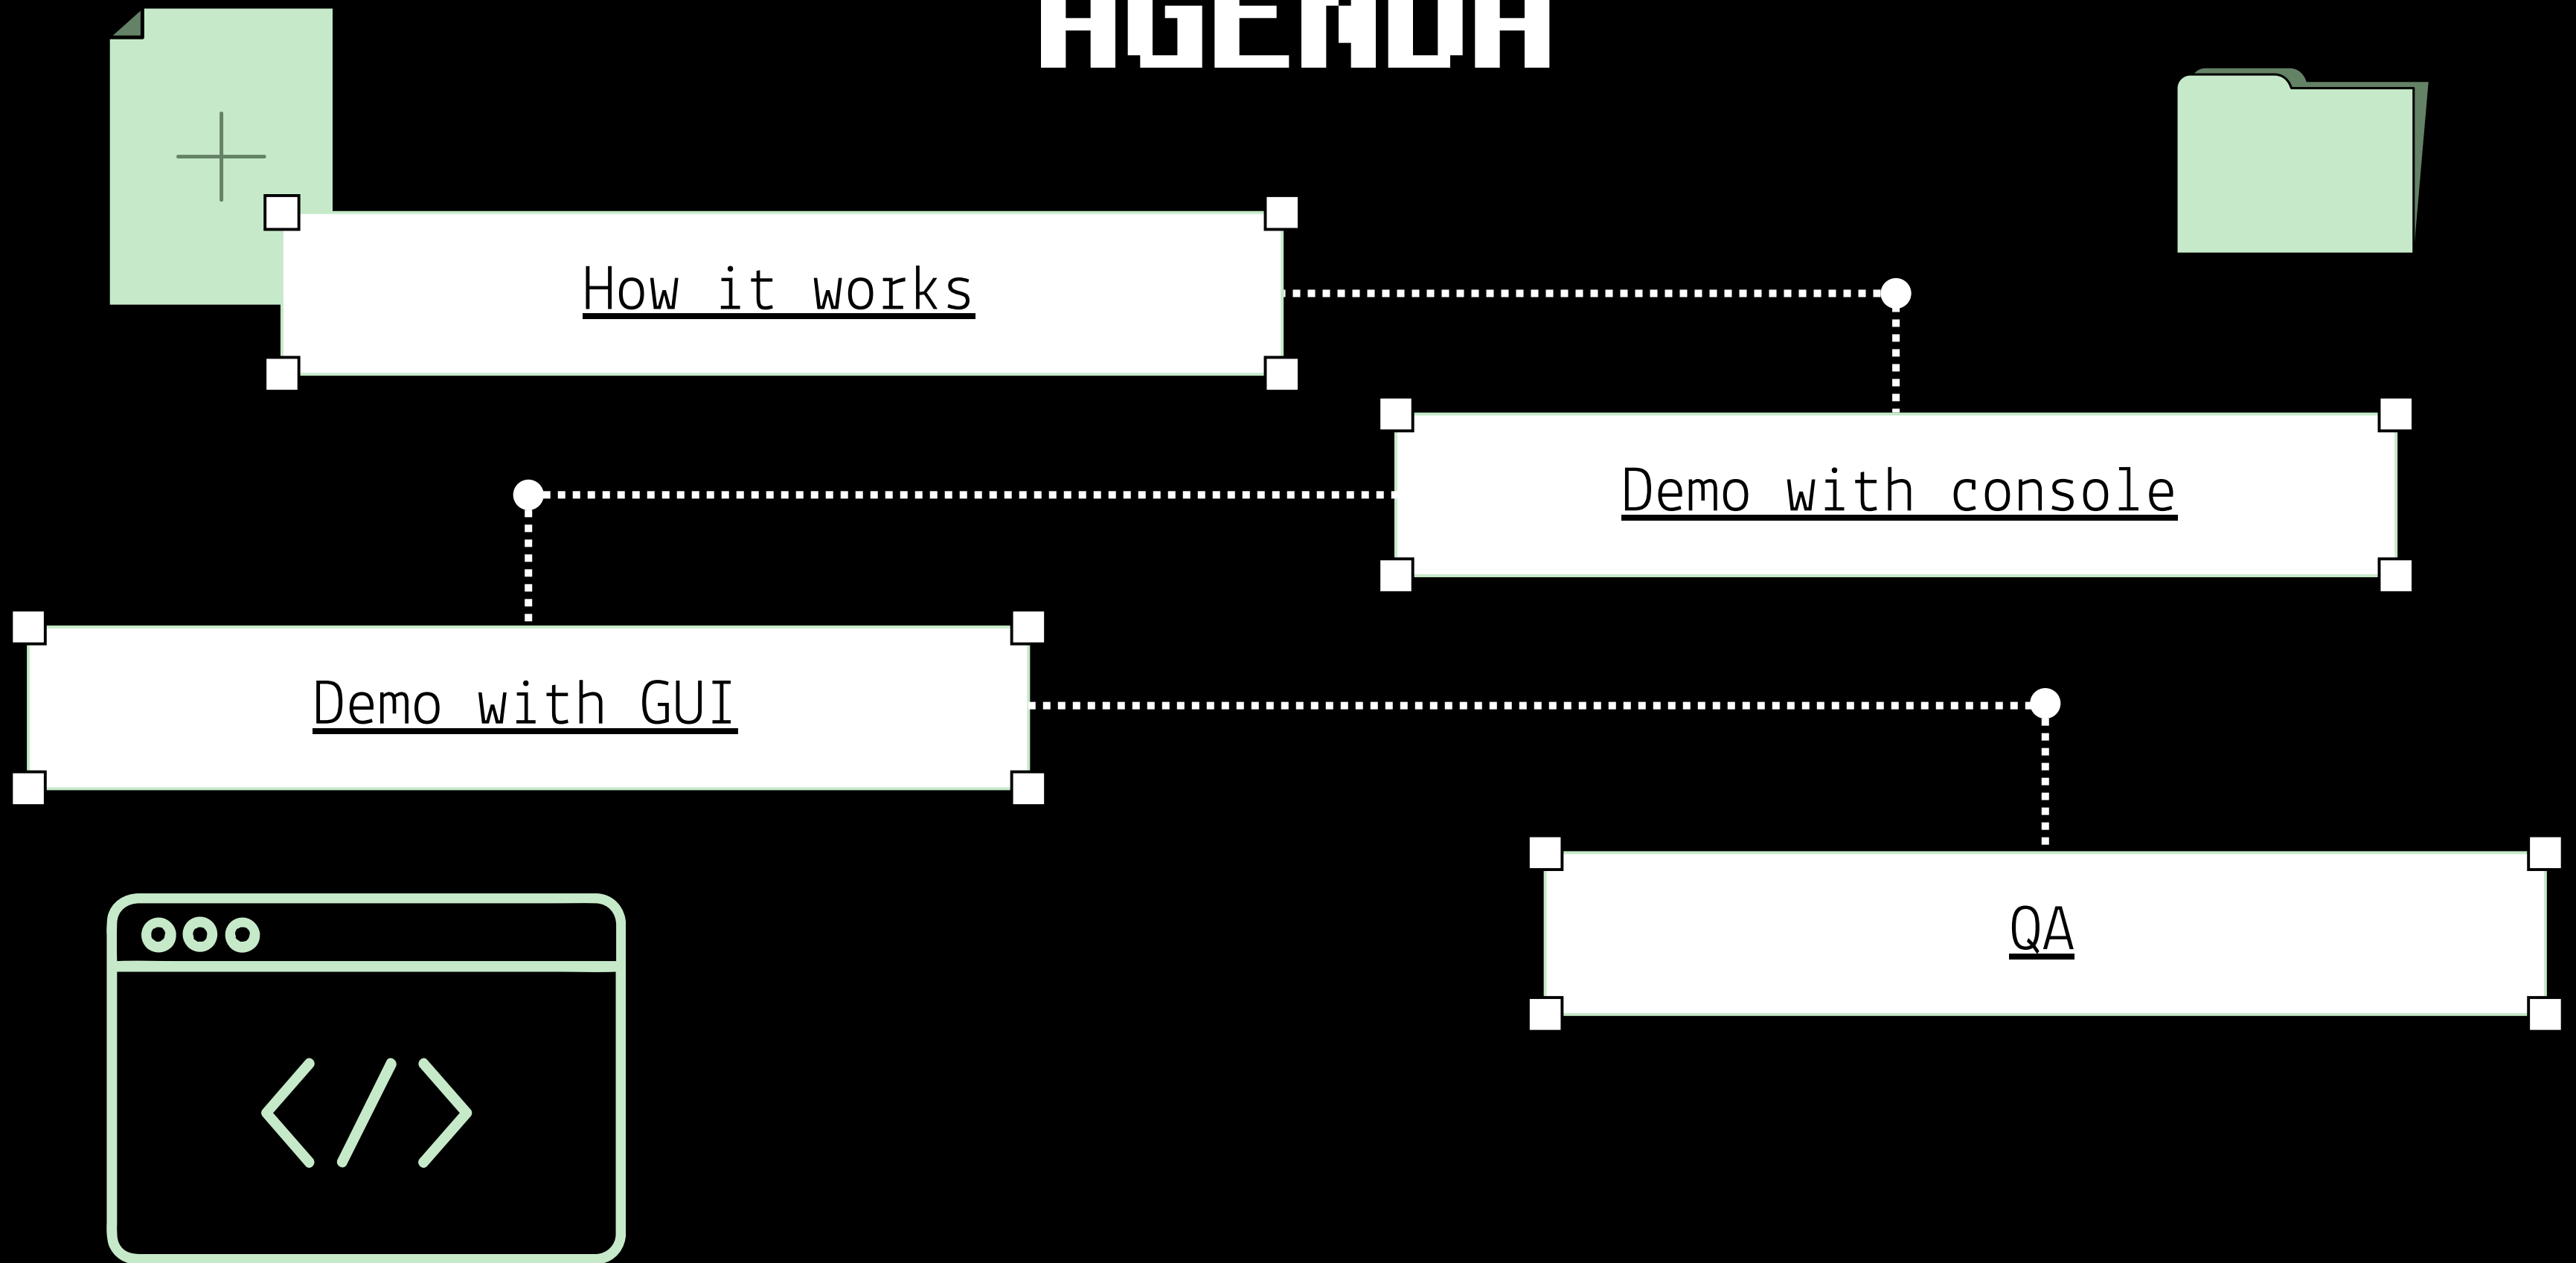 AGENDA
How it works
Demo with console
Demo with GUI
QA
</>